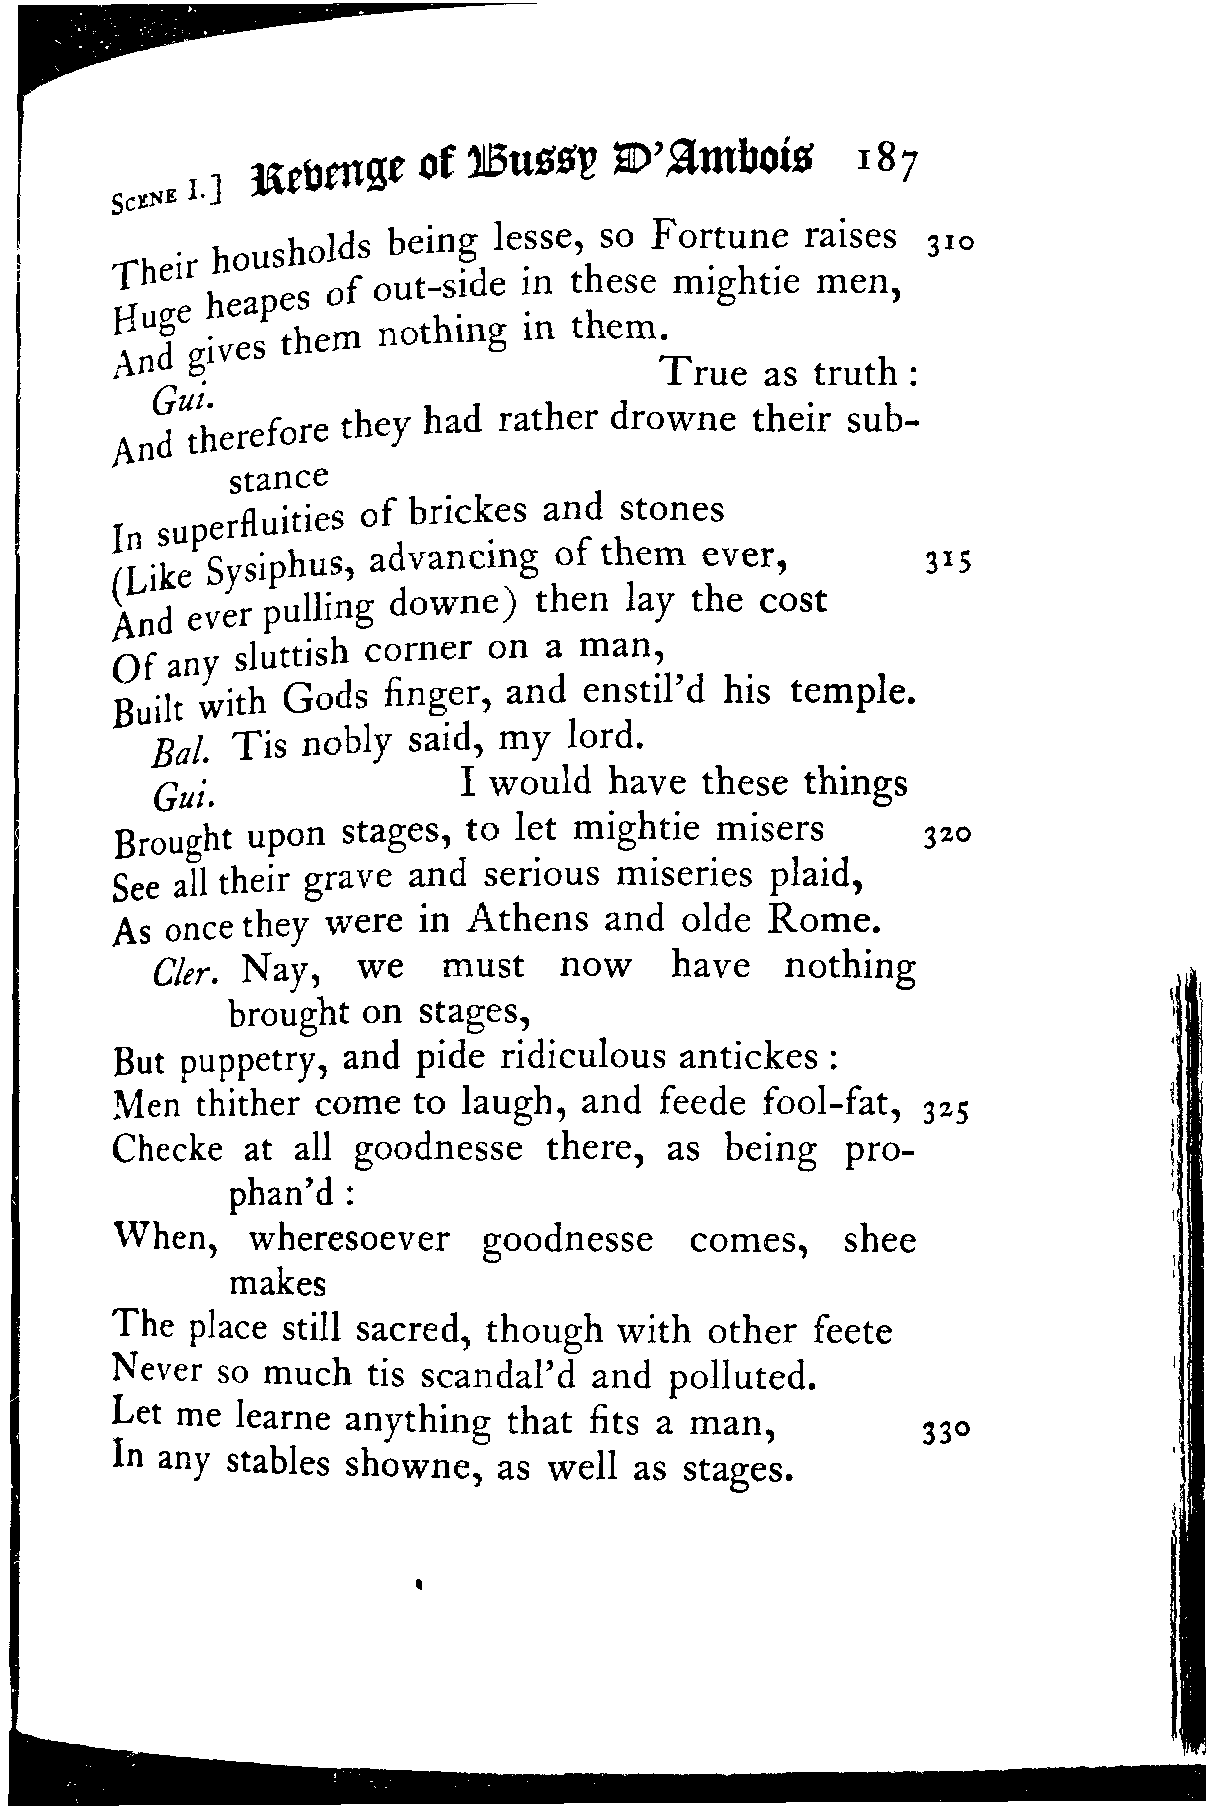 SCENE I.] Revenge of Bussy D'Ambois 187
Their housholds being lesse, so Fortune raises 310
Huge heapes of out-side in these mightie men,
And gives them nothing in them.
Gui. True as truth :
And therefore they had rather drowne their sub-
stance
In superfluities of brickes and stones
(Like Sysiphus, advancing of them ever, 315
And ever pulling downe) then lay the cost
Of any sluttish corner on a man,
Built with Gods finger, and enstil'd his temple.
Bal. Tis nobly said, my lord.
Gui. I would have these things
Brought upon stages, to let mightie misers 320
See all their grave and serious miseries plaid,
As once they were in Athens and olde Rome.
Cler. Nay, we must now have nothing
brought on stages,
But puppetry, and pide ridiculous antickes :
Men thither come to laugh, and feede fool-fat, 325
Checke at all goodnesse there, as being pro-
phan'd :
When, wheresoever goodnesse comes, shee
makes
The place still sacred, though with other feete
Never so much tis scandal'd and polluted.
Let me learne anything that fits a man, 330
In any stables showne, as well as stages.